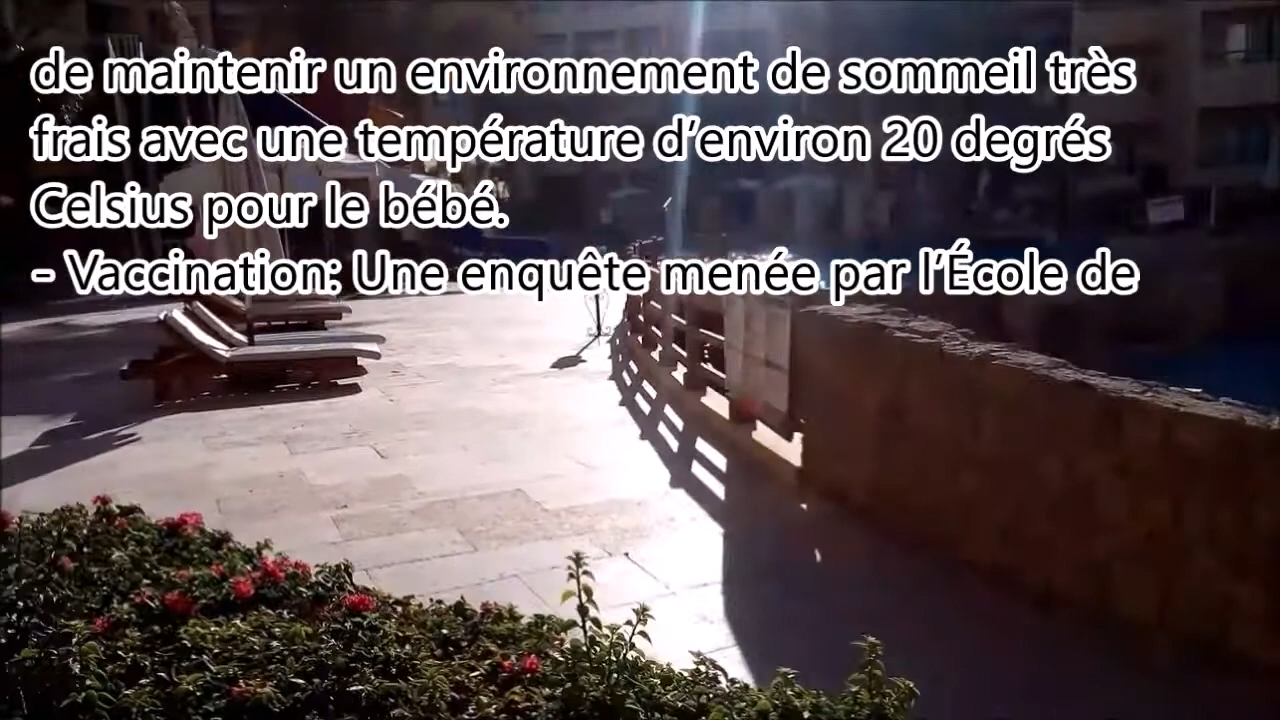 de maintenir un environnement de sommeil très
frais avec une température d’environ 20 degrés
Celsius pour le bébé.
- Vaccination: Une enquête menée par l’École de